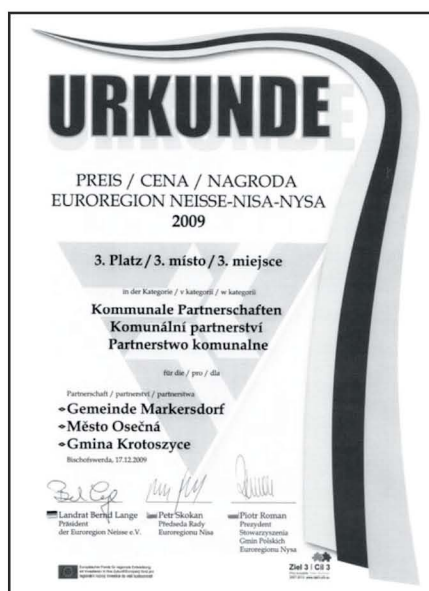 URKUNDE
PREIS / CENA / NAGRODA
EUROREGION NEISSE-NISA-NYSA
2009
3. Platz / 3. místo / 3. miejsce
in der Kategorie / v kategorii / w kategorii
Kommunale Partnerschaften
Komunální partnerství
Partnerstwo komunalne
für die / pro / dla
Partnerschaft / partnerství / partnerstwa
Gemeinde Markersdorf
Město Osečná
Gmina Krotoszyce
Bischofswerda, 17.12.2009
Landrat Bernd Lange
Präsident
der Euroregion Neisse e.V.
Petr Skokan
Předseda Rady
Euroregionu Nisa
Piotr Roman
Prezydent
Stowarzyszenia
Gmin Polskich
Euroregionu Nysa
Ziel 3 | Cíl 3